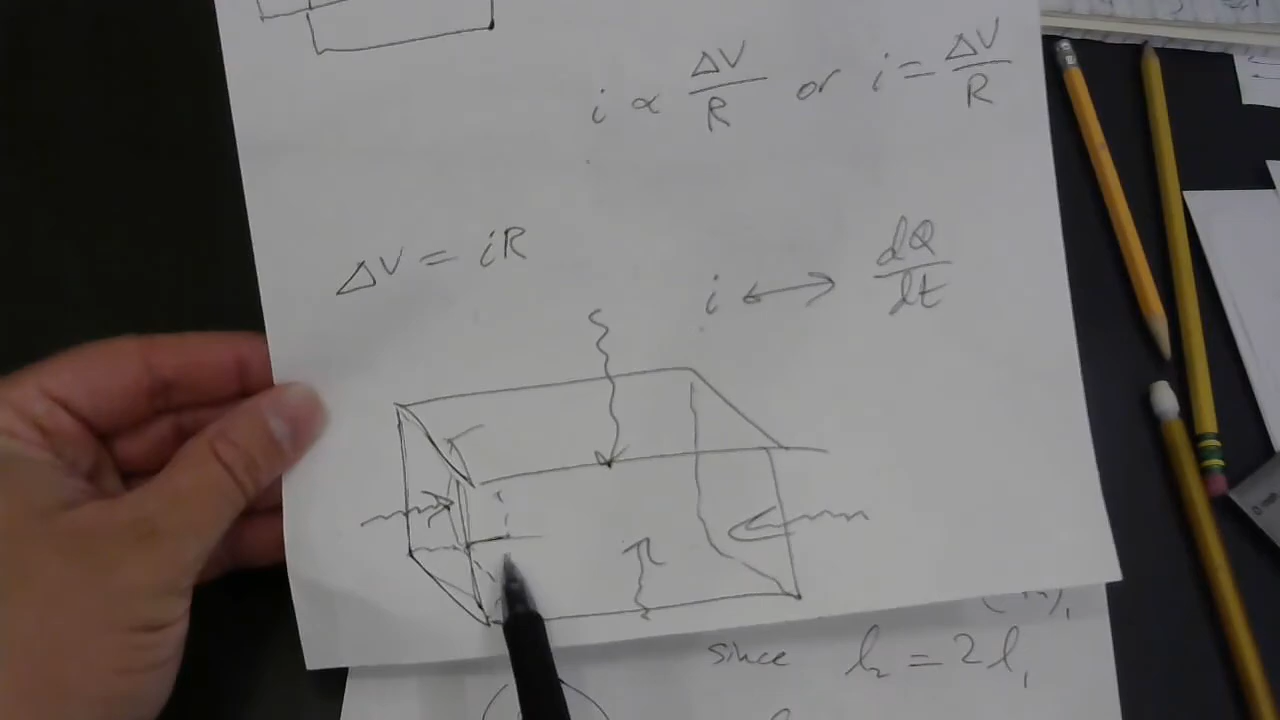 i ∝ ΔV/R or i = ΔV/R
ΔV = iR
i ↔ dQ/dt
since l₂ = 2l₁